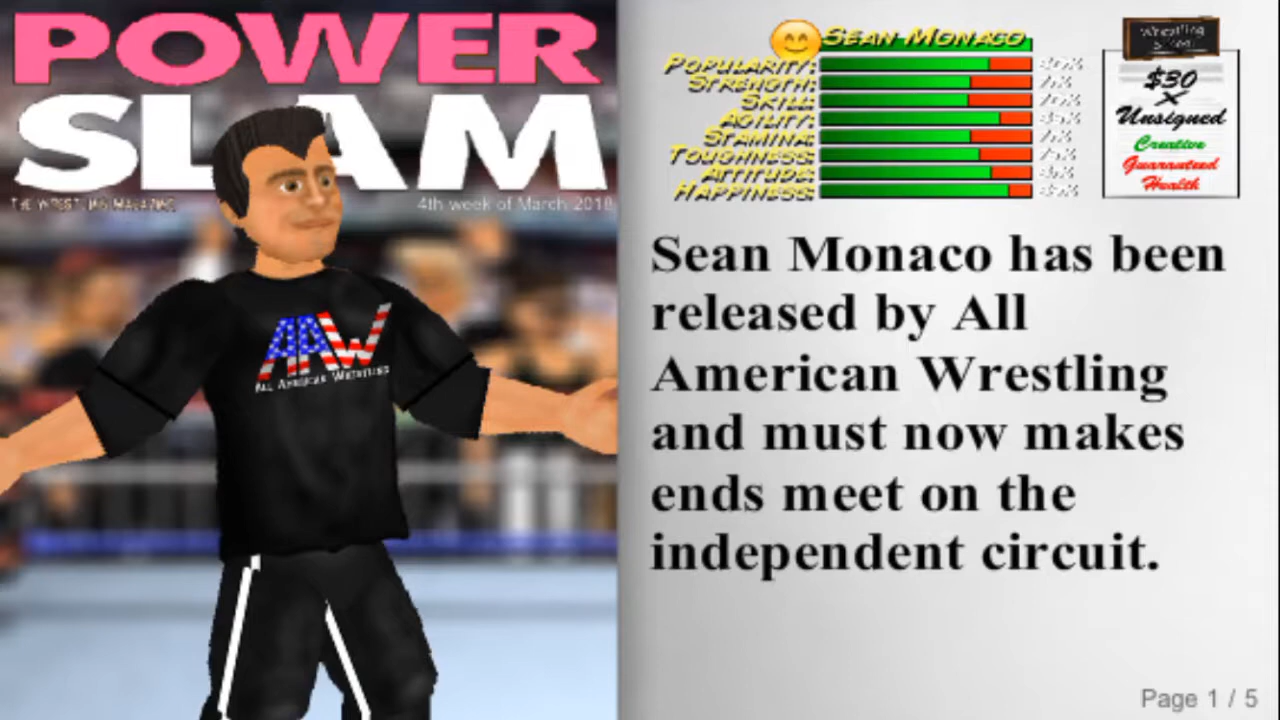 POWER
SLAM
THE WRESTLING MAGAZINE
4th week of March 2018
AAW
ALL AMERICAN WRESTLING
SEAN MONACO
POPULARITY:
STRENGTH:
SKILL:
AGILITY:
STAMINA:
TOUGHNESS:
ATTITUDE:
HAPPINESS:
Wrestling
School
$30
X
Unsigned
Creative
Guaranteed
Health
Sean Monaco has been
released by All
American Wrestling
and must now makes
ends meet on the
independent circuit.
Page 1 / 5